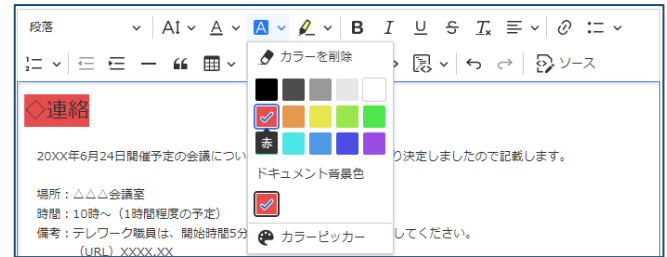 段落
AI A A B I U S Tx
カラーを削除
ソース
◇連絡
赤
20XX年6月24日開催予定の会議につい
り決定しましたので記載します。
ドキュメント背景色
場所：△△△会議室
時間：10時～（1時間程度の予定）
備考：テレワーク職員は、開始時間5分
してください。
カラーピッカー
（URL）XXXX.XX